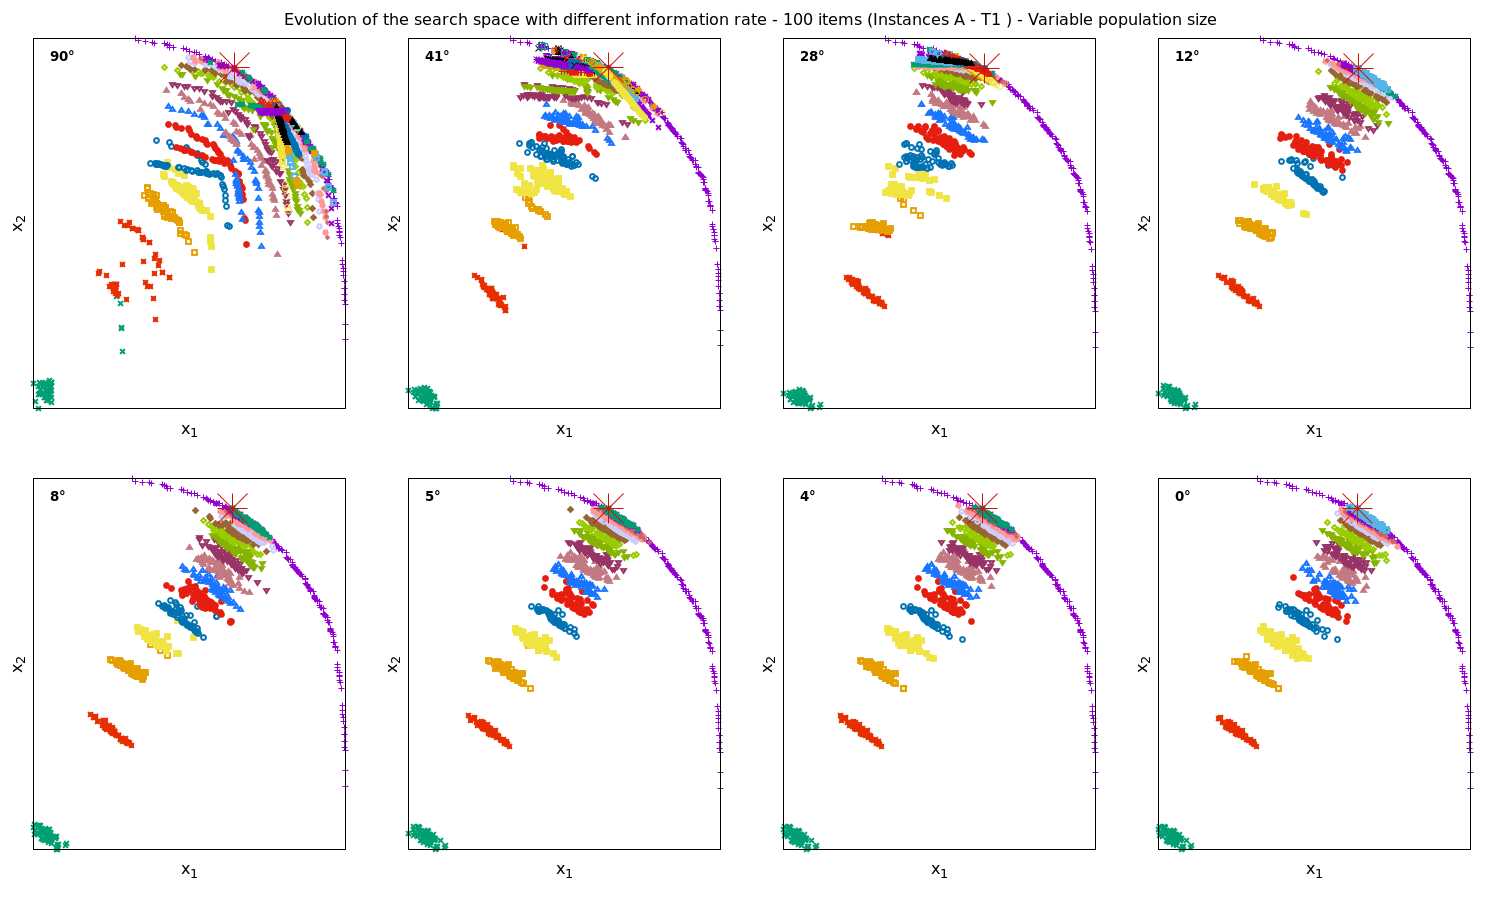 Evolution of the search space with different information rate - 100 items (Instances A - T1 ) - Variable population size
90°
41°
28°
12°
x2
x2
x2
x2
x1
x1
x1
x1
8°
5°
4°
0°
x2
x2
x2
x2
x1
x1
x1
x1